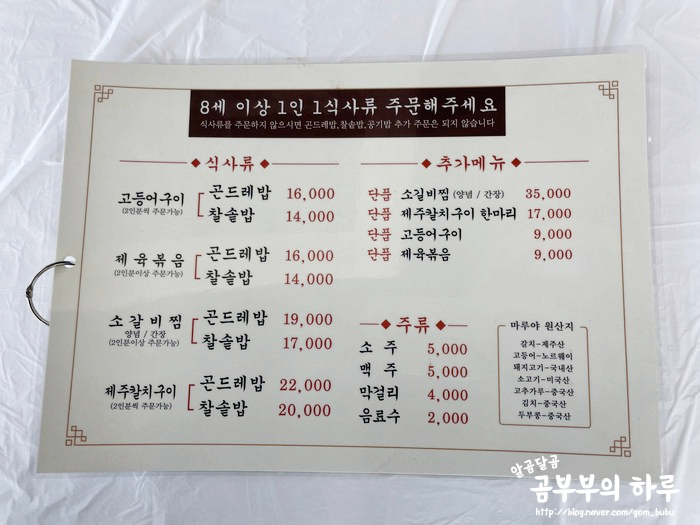 8세 이상 1인 1식사류 주문해주세요
식사류를 주문하지 않으시면 곤드레밥,찰솔밥,공기밥 추가 주문은 되지 않습니다
식사류
고등어구이
(2인분씩 주문가능)
곤드레밥 16,000
찰솔밥 14,000
제육볶음
(2인분이상 주문가능)
곤드레밥 16,000
찰솔밥 14,000
소갈비찜
양념 / 간장
(2인분이상 주문가능)
곤드레밥 19,000
찰솔밥 17,000
제주찰치구이
(2인분씩 주문가능)
곤드레밥 22,000
찰솔밥 20,000
추가메뉴
단품 소갈비찜 (양념 / 간장) 35,000
단품 제주찰치구이 한마리 17,000
단품 고등어구이 9,000
단품 제육볶음 9,000
주류
소주 5,000
맥주 5,000
막걸리 4,000
음료수 2,000
마루야 원산지
갈치-제주산
고등어-노르웨이
돼지고기-국내산
소고기-미국산
고추가루-중국산
김치-중국산
두부콩-중국산
알콩달콩
곰부부의 하루
http://blog.naver.com/gom_bubu